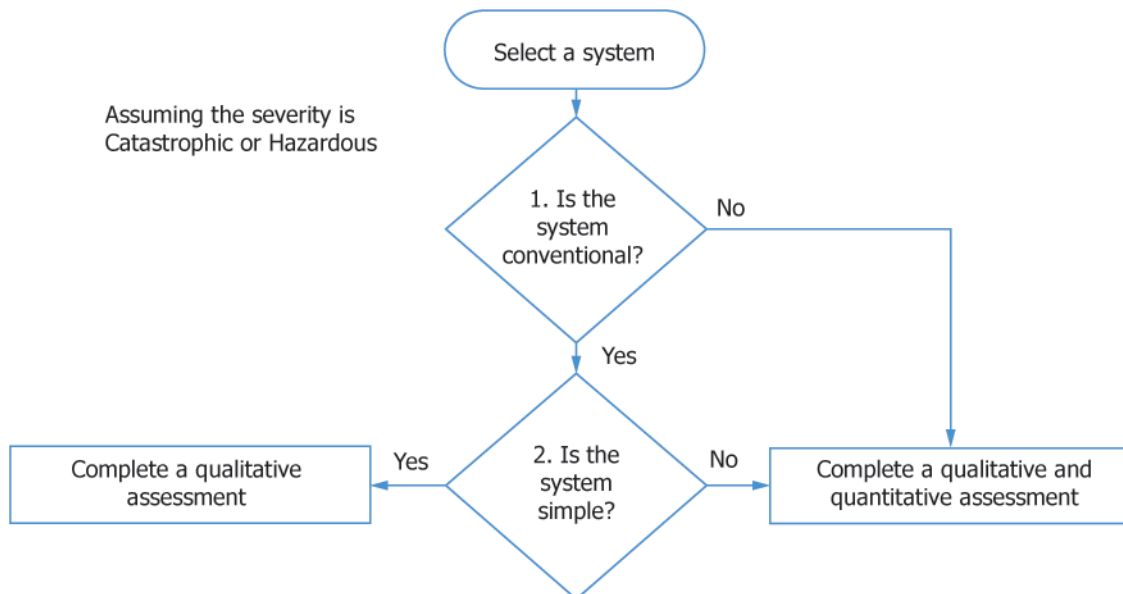 Select a system
Assuming the severity is
Catastrophic or Hazardous
1. Is the
system
conventional?
No
Yes
2. Is the
system
simple?
Yes
No
Complete a qualitative
assessment
Complete a qualitative and
quantitative assessment